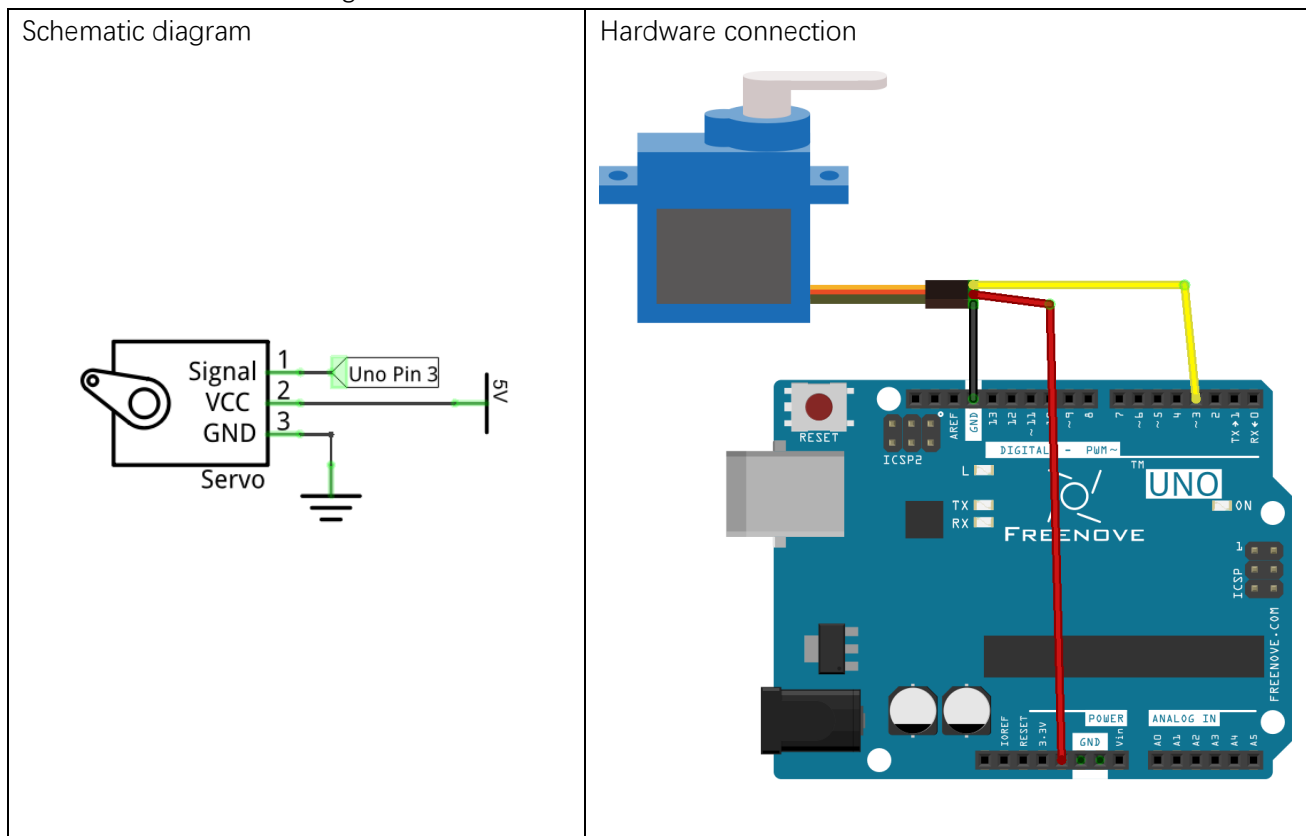 Schematic diagram
Signal
VCC
GND
1
2
3
Uno Pin 3
5V
Servo
Hardware connection
RESET
AREF
GND
13
12
~11
~9
8
7
~6
~5
4
~3
2
TX→1
RX←0
ICSP2
DIGITAL
- PWM~
L
TX
RX
FREENOVE
TM
UNO
ON
1
ICSP
FREENOVE.COM
IOREF
RESET
3.3V
POWER
GND
Vin
ANALOG IN
A0
A1
A2
A3
A4
A5